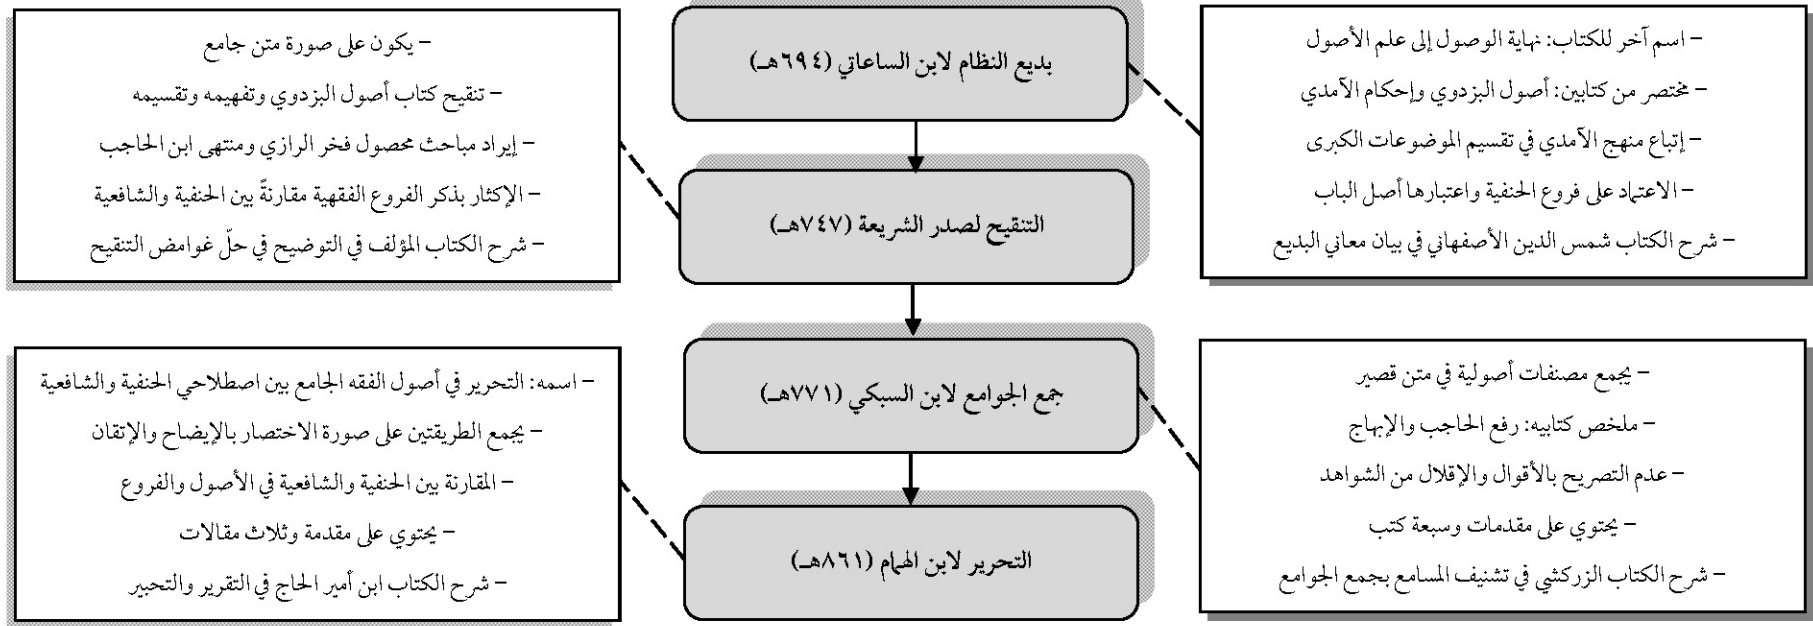 بديع النظام لابن الساعاتي (٦٩٤هـ)
– اسم آخر للكتاب: نهاية الوصول إلى علم الأصول
– مختصر من كتابين: أصول البزدوي وإحكام الآمدي
– إتباع منهج الآمدي في تقسيم الموضوعات الكبرى
– الاعتماد على فروع الحنفية واعتبارها أصل الباب
– شرح الكتاب شمس الدين الأصفهاني في بيان معاني البديع
التنقيح لصدر الشريعة (٧٤٧هـ)
– يكون على صورة متن جامع
– تنقيح كتاب أصول البزدوي وتفهيمه وتقسيمه
– إيراد مباحث محصول فخر الرازي ومنتهى ابن الحاجب
– الإكثار بذكر الفروع الفقهية مقارنةً بين الحنفية والشافعية
– شرح الكتاب المؤلف في التوضيح في حلّ غوامض التنقيح
جمع الجوامع لابن السبكي (٧٧١هـ)
– يجمع مصنفات أصولية في متن قصير
– ملخص كتابيه: رفع الحاجب والإبهاج
– عدم التصريح بالأقوال والإقلال من الشواهد
– يحتوي على مقدمات وسبعة كتب
– شرح الكتاب الزركشي في تشنيف المسامع بجمع الجوامع
التحرير لابن الهمام (٨٦١هـ)
– اسمه: التحرير في أصول الفقه الجامع بين اصطلاحي الحنفية والشافعية
– يجمع الطريقتين على صورة الاختصار بالإيضاح والإتقان
– المقارنة بين الحنفية والشافعية في الأصول والفروع
– يحتوي على مقدمة وثلاث مقالات
– شرح الكتاب ابن أمير الحاج في التقرير والتحبير